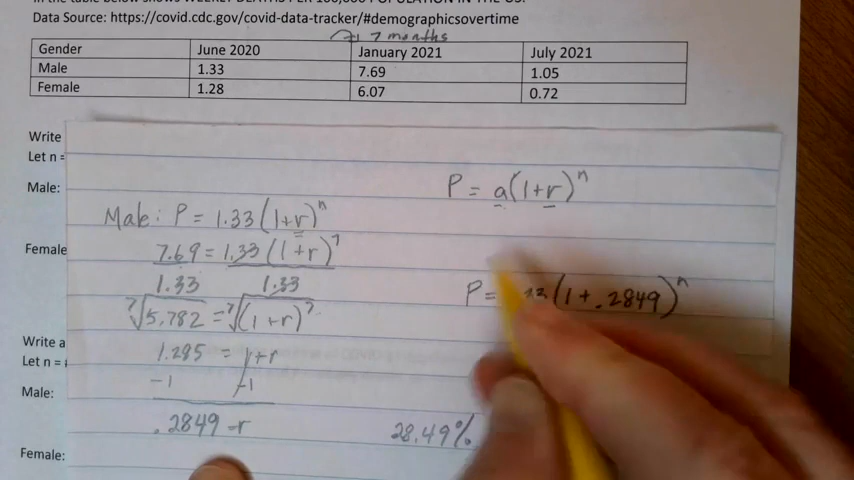 Data Source: https://covid.cdc.gov/covid-data-tracker/#demographicsovertime
7 months
Gender June 2020 January 2021 July 2021
Male 1.33 7.69 1.05
Female 1.28 6.07 0.72
Write
Let n =
P = a(1+r)^n
Male:
Male: P = 1.33(1+r)^n
Female
7.69 = 1.33(1+r)^7
1.33 1.33
P = (1+.2849)^n
⁷√5.782 = ⁷√(1+r)^7
Write a
1.285 = 1+r
Let n =
-1 -1
Male:
.2849 = r 28.49%
Female: